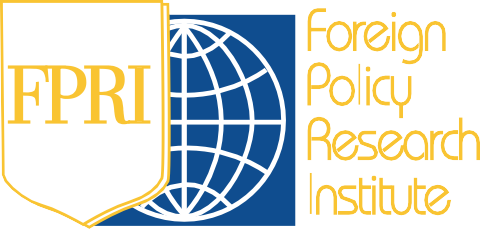 FPRI
Foreign
Policy
Research
Institute